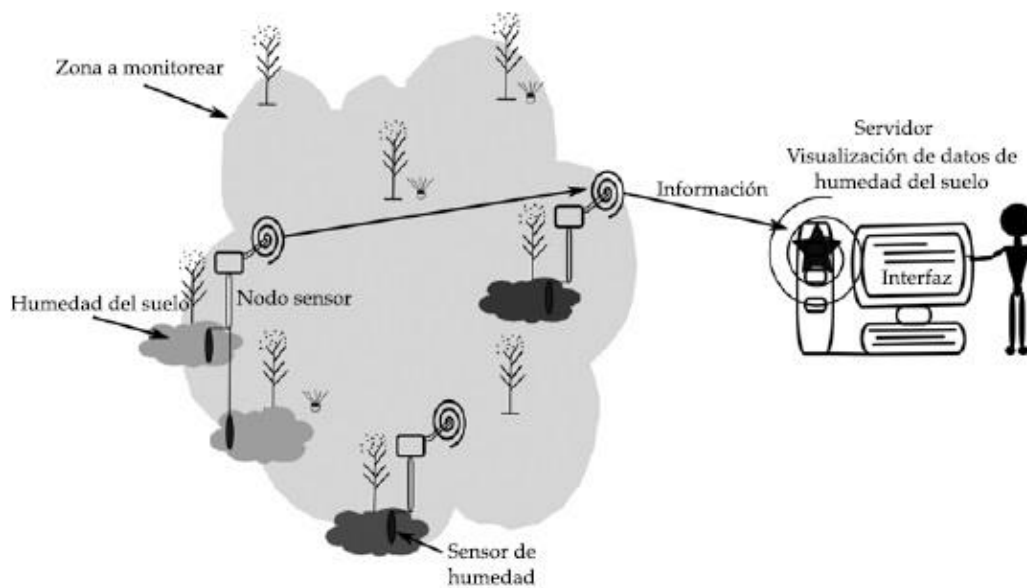 Zona a monitorear
Servidor
Visualización de datos de
humedad del suelo
Información
Interfaz
Humedad del suelo
Nodo sensor
Sensor de
humedad